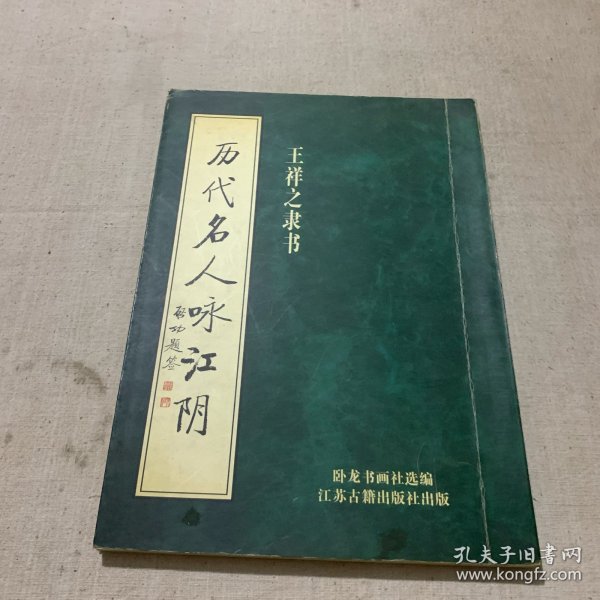 历代名人咏江阴
启功题签
王祥之隶书
卧龙书画社选编
江苏古籍出版社出版
孔夫子旧书网
www.kongfz.com